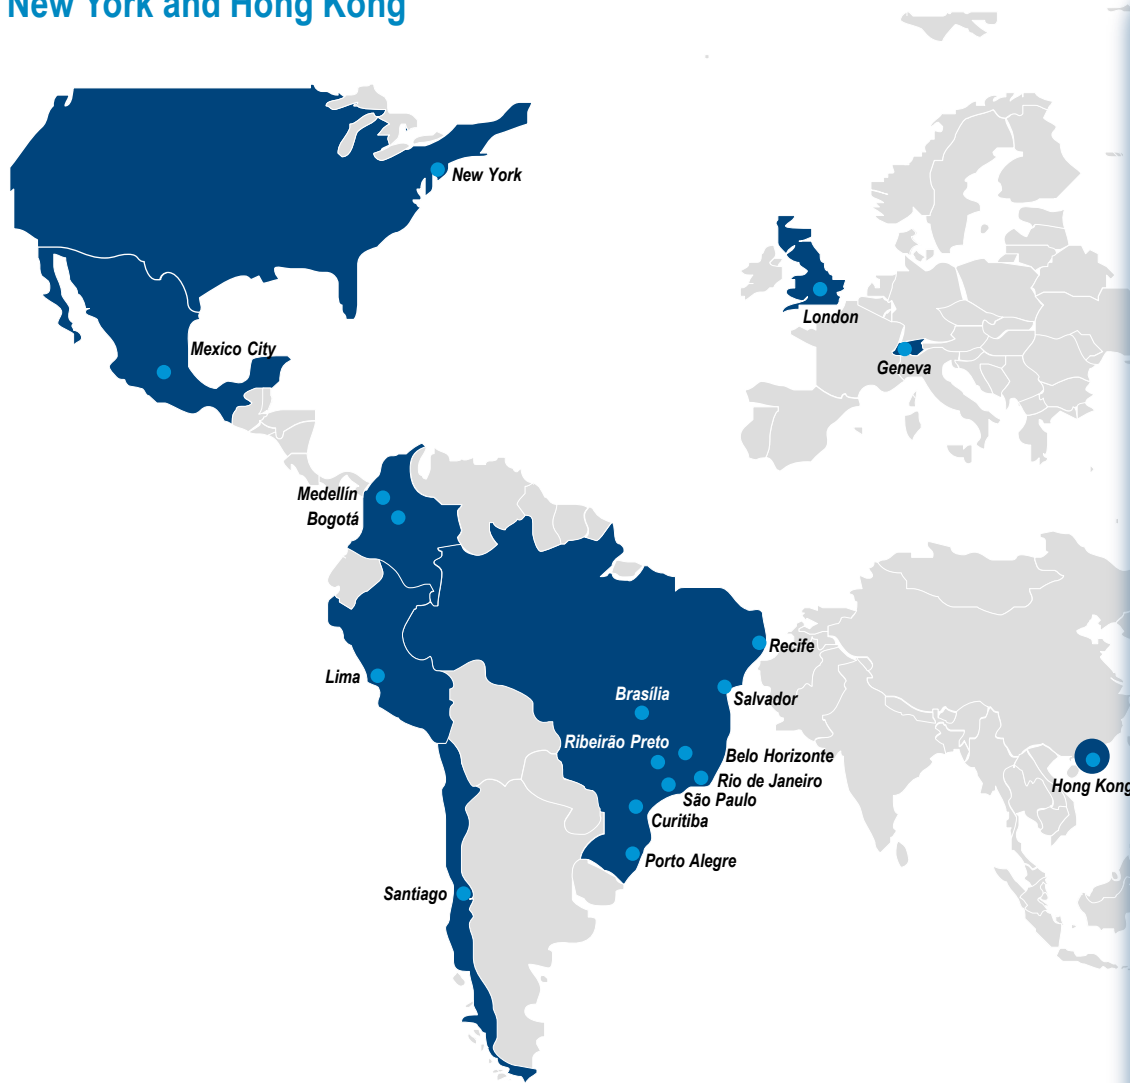 New York and Hong Kong
New York
London
Mexico City
Geneva
Medellín
Bogotá
Recife
Lima
Brasília
Salvador
Ribeirão Preto
Belo Horizonte
Rio de Janeiro
Hong Kong
São Paulo
Curitiba
Porto Alegre
Santiago